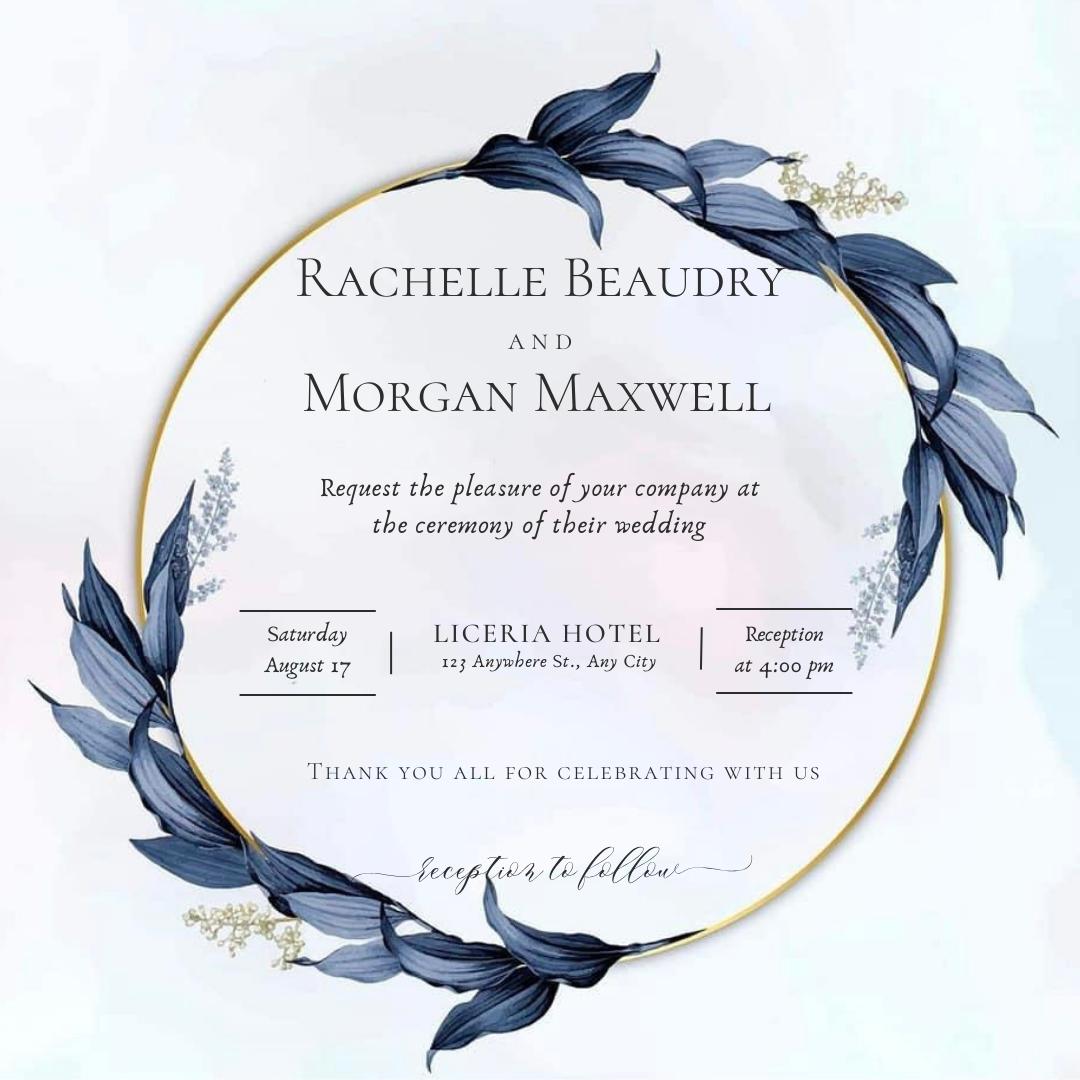 Rachelle Beaudry
AND
Morgan Maxwell
Request the pleasure of your company at
the ceremony of their wedding
Saturday
August 17
LICERIA HOTEL
123 Anywhere St., Any City
Reception
at 4:00 pm
Thank you all for celebrating with us
reception to follow